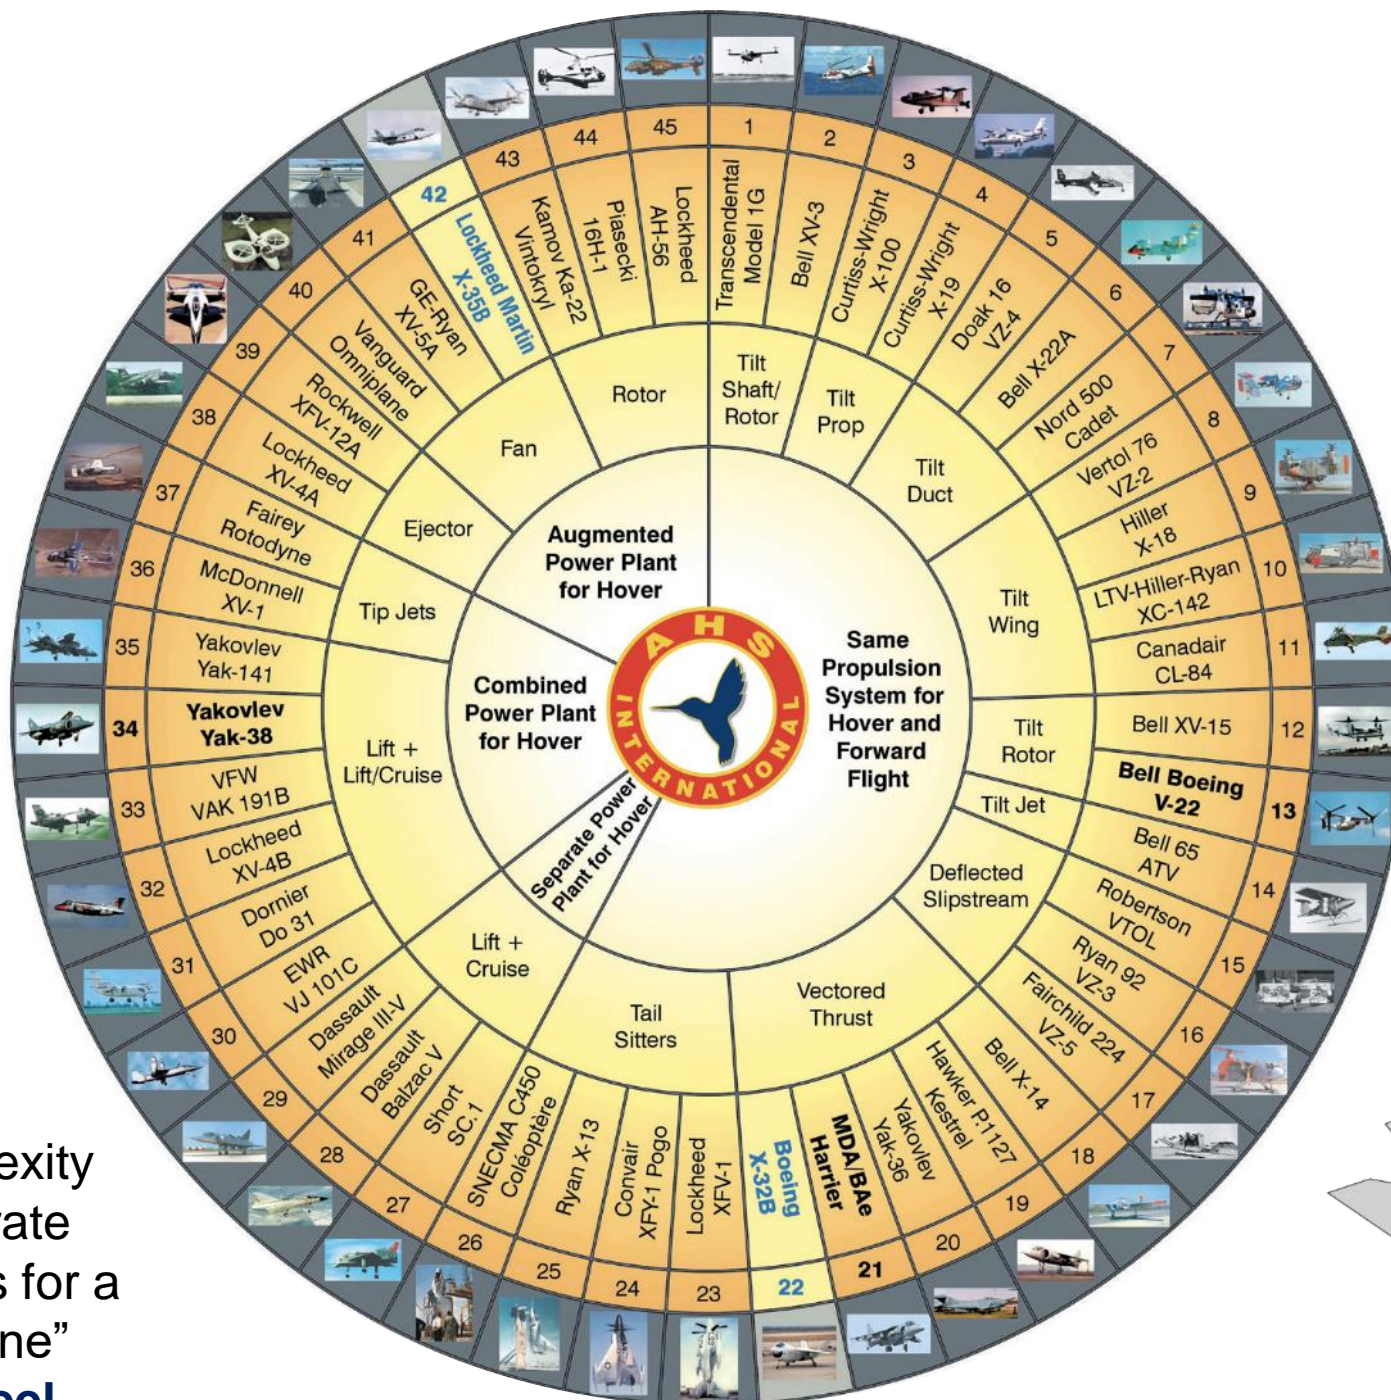 1
2
3
4
5
6
7
8
9
10
11
12
13
14
15
16
17
18
19
20
21
22
23
24
25
26
27
28
29
30
31
32
33
34
35
36
37
38
39
40
41
42
43
44
45
Transcendental
Model 1G
Bell XV-3
Curtiss-Wright
X-100
Curtiss-Wright
X-19
Doak 16
VZ-4
Bell X-22A
Nord 500
Cadet
Vertol 76
VZ-2
Hiller
X-18
LTV-Hiller-Ryan
XC-142
Canadair
CL-84
Bell XV-15
Bell Boeing
V-22
Bell 65
ATV
Robertson
VTOL
Ryan 92
VZ-3
Fairchild 224
VZ-5
Bell X-14
Hawker P.1127
Kestrel
Yakovlev
Yak-36
MDA/BAe
Harrier
Boeing
X-32B
Lockheed
XFV-1
Convair
XFY-1 Pogo
Ryan X-13
SNECMA C450
Coléoptère
Short
SC.1
Dassault
Balzac V
Dassault
Mirage III-V
EWR
VJ 101C
Dornier
Do 31
Lockheed
XV-4B
VFW
VAK 191B
Yakovlev
Yak-38
Yakovlev
Yak-141
McDonnell
XV-1
Fairey
Rotodyne
Lockheed
XV-4A
Rockwell
XFV-12A
Vanguard
Omniplane
GE-Ryan
XV-5A
Lockheed Martin
X-35B
Kamov Ka-22
Vintokryl
Piasecki
16H-1
Lockheed
AH-56
Tilt
Shaft/
Rotor
Tilt
Prop
Tilt
Duct
Tilt
Wing
Tilt
Rotor
Tilt Jet
Deflected
Slipstream
Vectored
Thrust
Tail
Sitters
Lift +
Cruise
Lift +
Lift/Cruise
Tip Jets
Ejector
Fan
Rotor
Same
Propulsion
System for
Hover and
Forward
Flight
Separate Power
Plant for Hover
Combined
Power Plant
for Hover
Augmented
Power Plant
for Hover
AHS
INTERNATIONAL
exity
ate
s for a
ne”